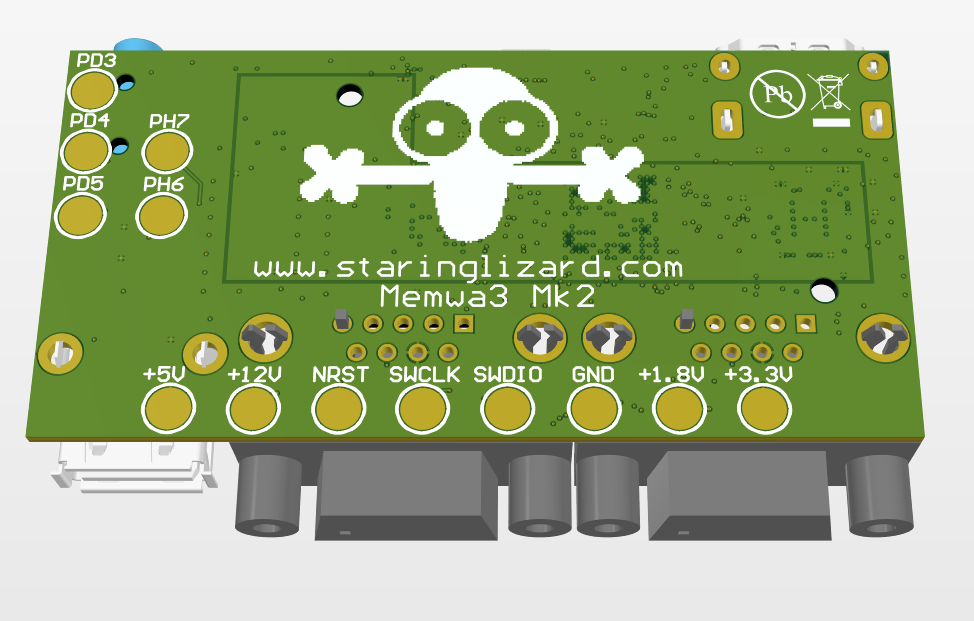 PD3
PD4 PH7
PD5 PH6
Pb
www.staringlizard.com
Memwa3 Mk2
+5V +12V NRST SWCLK SWDIO GND +1.8V +3.3V